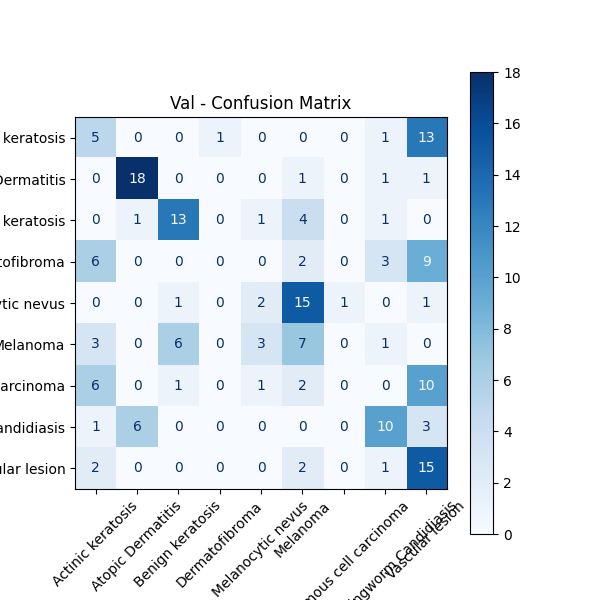 Val - Confusion Matrix
keratosis 5 0 0 1 0 0 0 1 13
Dermatitis 0 18 0 0 0 1 0 1 1
keratosis 0 1 13 0 1 4 0 1 0
tofibroma 6 0 0 0 0 2 0 3 9
tic nevus 0 0 1 0 2 15 1 0 1
Melanoma 3 0 6 0 3 7 0 1 0
arcinoma 6 0 1 0 1 2 0 0 10
andidiasis 1 6 0 0 0 0 0 10 3
ular lesion 2 0 0 0 0 2 0 1 15
Actinic keratosis
Atopic Dermatitis
Benign keratosis
Dermatofibroma
Melanocytic nevus
Melanoma
mous cell carcinoma
ingworm Candidiasis
Vascular lesion
18
16
14
12
10
8
6
4
2
0